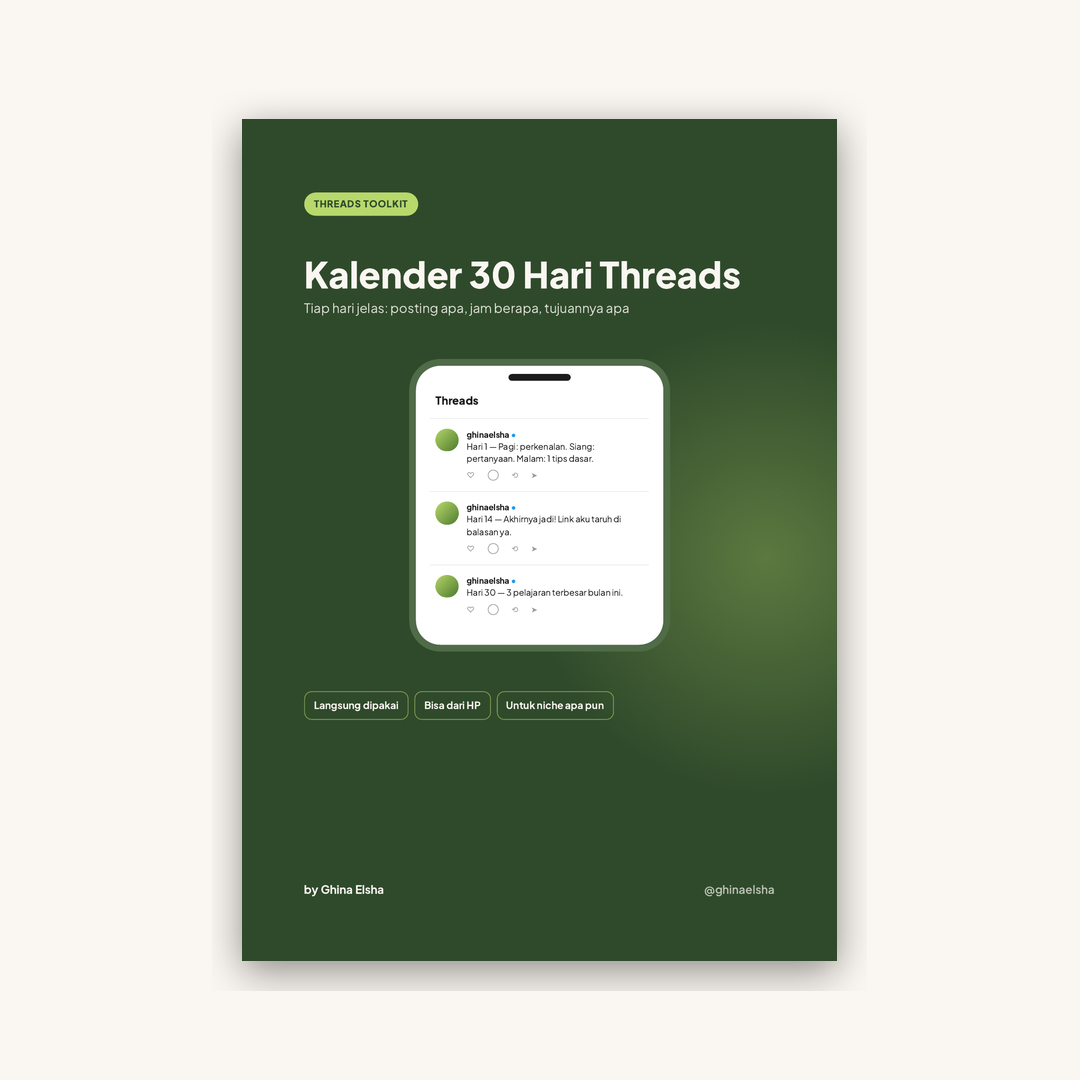 THREADS TOOLKIT
Kalender 30 Hari Threads
Tiap hari jelas: posting apa, jam berapa, tujuannya apa
Threads
ghinaelsha
Hari 1 — Pagi: perkenalan. Siang:
pertanyaan. Malam: 1 tips dasar.
ghinaelsha
Hari 14 — Akhirnya jadi! Link aku taruh di
balasan ya.
ghinaelsha
Hari 30 — 3 pelajaran terbesar bulan ini.
Langsung dipakai
Bisa dari HP
Untuk niche apa pun
by Ghina Elsha
@ghinaelsha